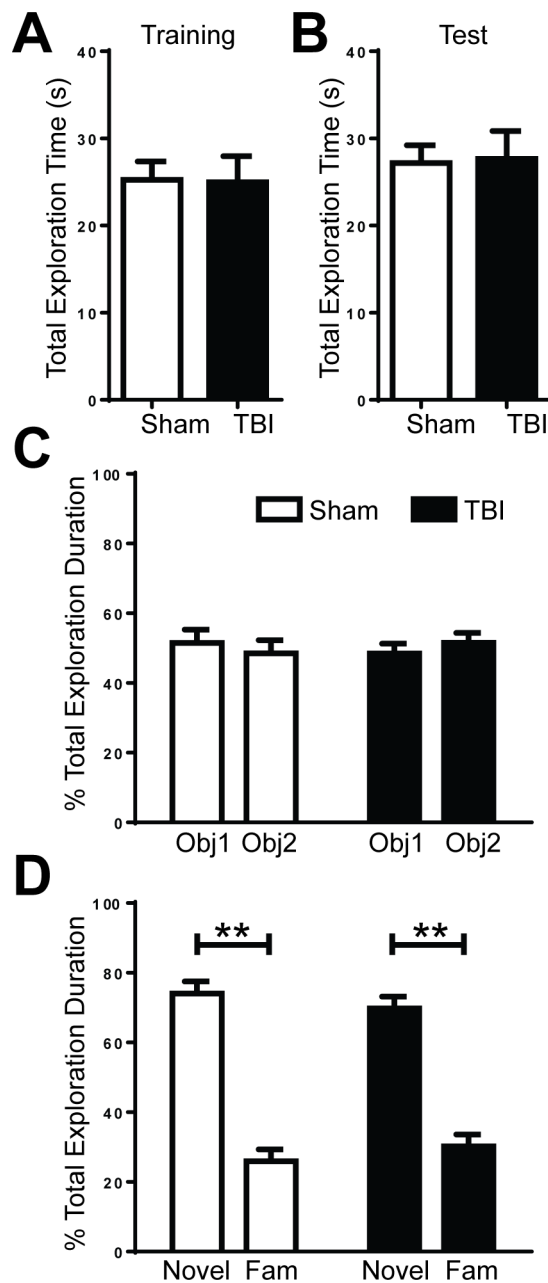 A Training
Total Exploration Time (s)
40
30
20
10
0
Sham TBI
B Test
Total Exploration Time (s)
40
30
20
10
0
Sham TBI
C
% Total Exploration Duration
100
80
60
40
20
0
Sham TBI
Obj1 Obj2 Obj1 Obj2
D
% Total Exploration Duration
100
80
60
40
20
0
** **
Novel Fam Novel Fam